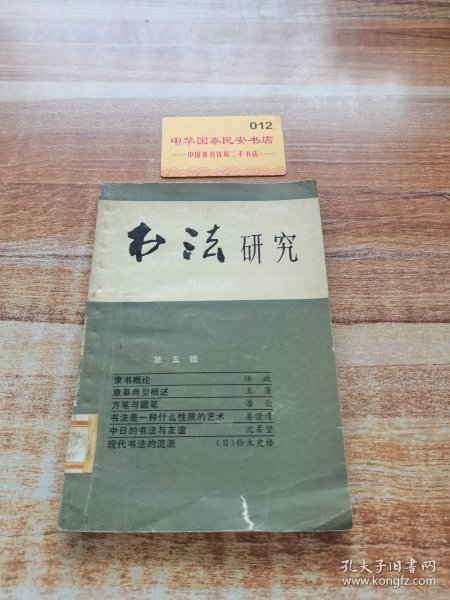 012
中华国泰民安书店
中国著名优质二手书店
书法研究
第五辑
隶书概论 任政
章草典型概述 王蘧
方笔与圆笔 潘岳
书法是一种什么性质的艺术 姜澄清
中日的书法与友谊 沈柔坚
现代书法的流派 (日)铃木史楼
孔夫子旧书网
www.kongfz.com